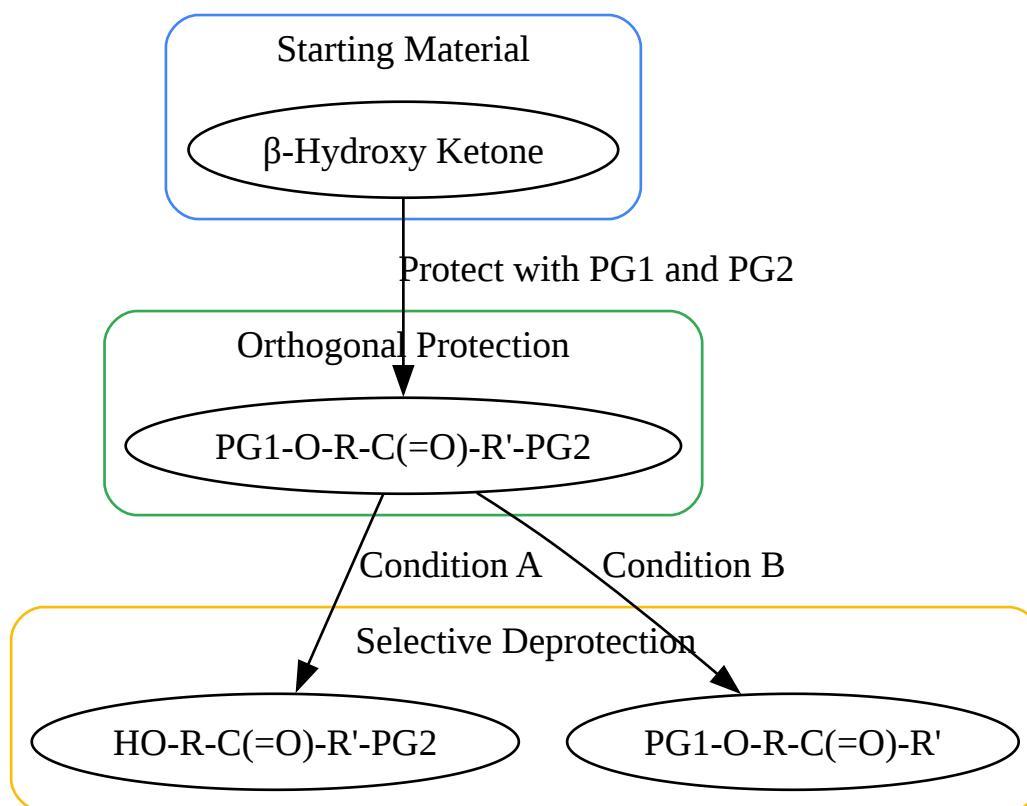 Starting Material
β-Hydroxy Ketone
Protect with PG1 and PG2
Orthogonal Protection
PG1-O-R-C(=O)-R'-PG2
Condition A
Condition B
Selective Deprotection
HO-R-C(=O)-R'-PG2
PG1-O-R-C(=O)-R'